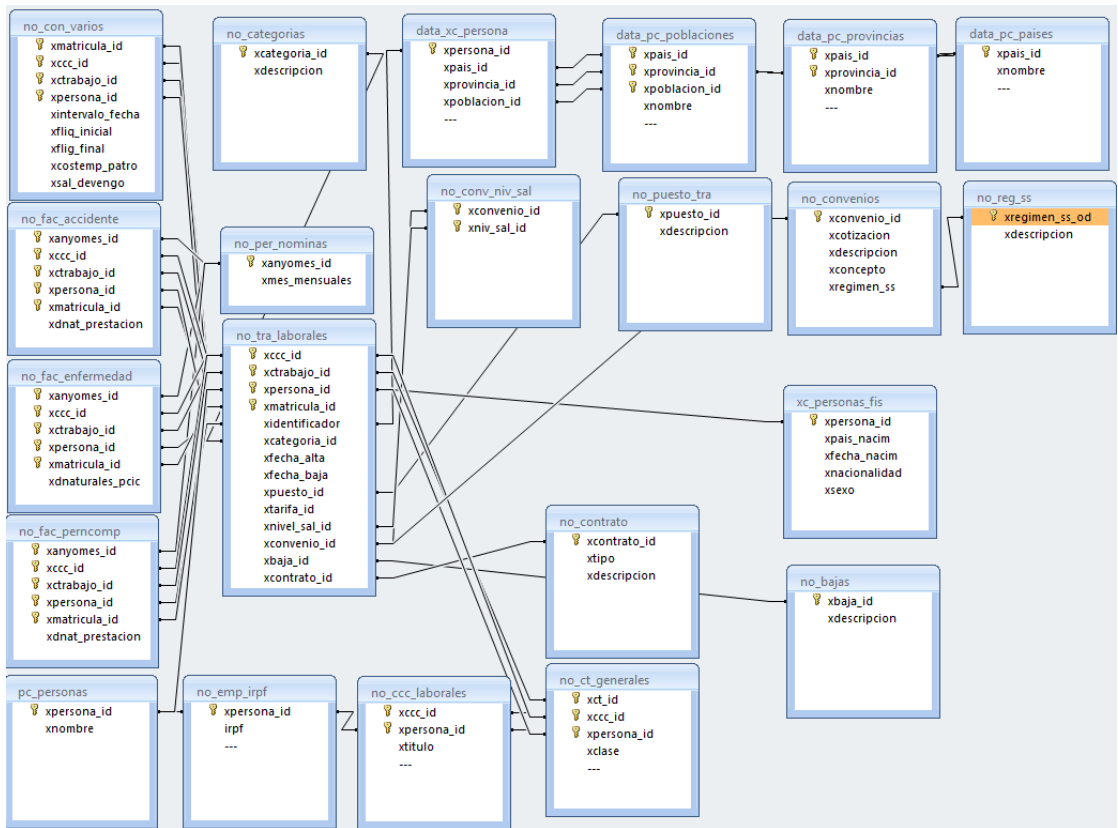 no_con_varios
xmatricula_id
xccc_id
xctrabajo_id
xpersona_id
xintervalo_fecha
xfliq_inicial
xflig_final
xcostemp_patro
xsal_devengo
no_categorias
xcategoria_id
xdescripcion
data_xc_persona
xpersona_id
xpais_id
xprovincia_id
xpoblacion_id
---
data_pc_poblaciones
xpais_id
xprovincia_id
xpoblacion_id
xnombre
---
data_pc_provincias
xpais_id
xprovincia_id
xnombre
---
data_pc_paises
xpais_id
xnombre
---
no_fac_accidente
xanyomes_id
xccc_id
xctrabajo_id
xpersona_id
xmatricula_id
xdnat_prestacion
no_per_nominas
xanyomes_id
xmes_mensuales
no_conv_niv_sal
xconvenio_id
xniv_sal_id
no_puesto_tra
xpuesto_id
xdescripcion
no_convenios
xconvenio_id
xcotizacion
xdescripcion
xconcepto
xregimen_ss
no_reg_ss
xregimen_ss_od
xdescripcion
no_tra_laborales
xccc_id
xctrabajo_id
xpersona_id
xmatricula_id
xidentificador
xcategoria_id
xfecha_alta
xfecha_baja
xpuesto_id
xtarifa_id
xnivel_sal_id
xconvenio_id
xbaja_id
xcontrato_id
no_fac_enfermedad
xanyomes_id
xccc_id
xctrabajo_id
xpersona_id
xmatricula_id
xdnaturales_pcic
xc_personas_fis
xpersona_id
xpais_nacim
xfecha_nacim
xnacionalidad
xsexo
no_fac_perncomp
xanyomes_id
xccc_id
xctrabajo_id
xpersona_id
xmatricula_id
xdnat_prestacion
no_contrato
xcontrato_id
xtipo
xdescripcion
no_bajas
xbaja_id
xdescripcion
pc_personas
xpersona_id
xnombre
no_emp_irpf
xpersona_id
irpf
---
no_ccc_laborales
xccc_id
xpersona_id
xtitulo
---
no_ct_generales
xct_id
xccc_id
xpersona_id
xclase
---